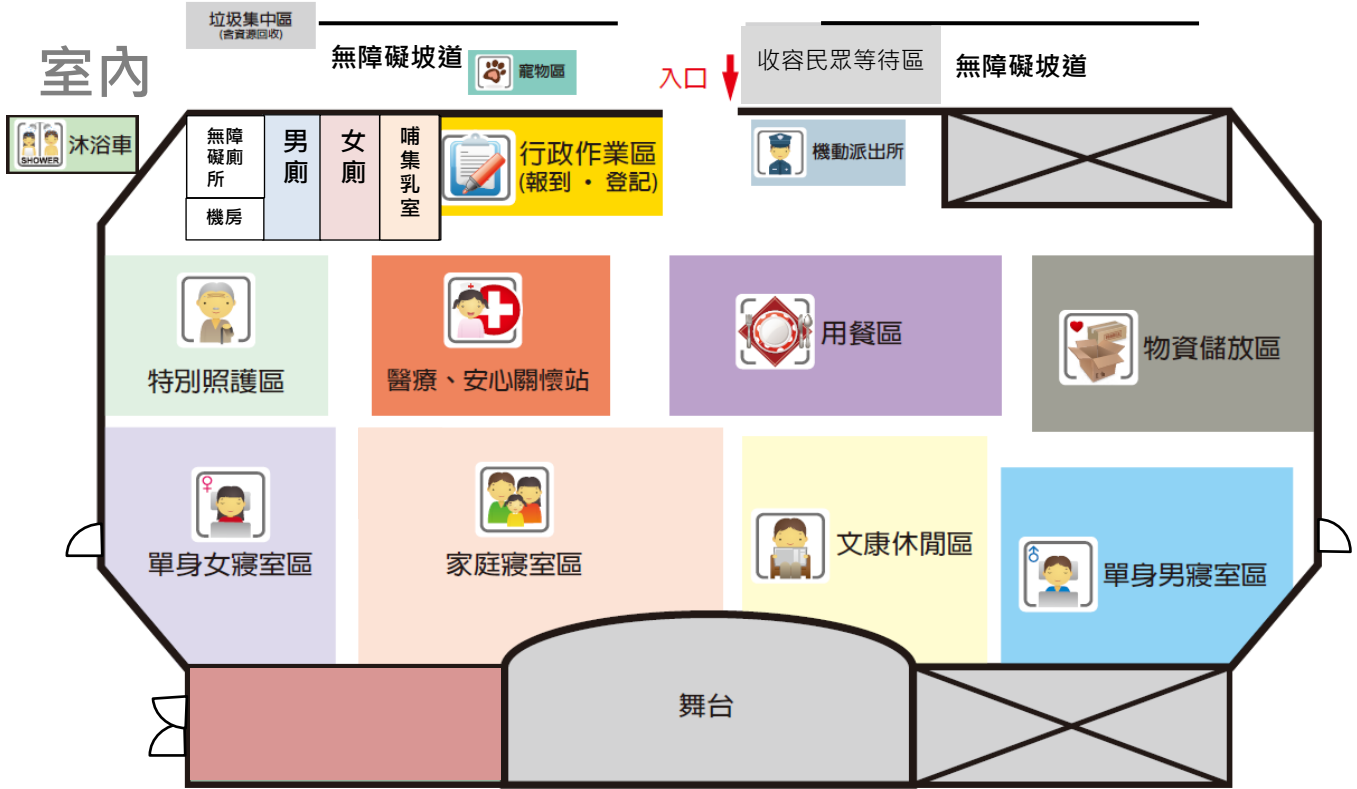 垃圾集中區
(含資源回收)
室內
無障礙坡道
寵物區
入口
收容民眾等待區
無障礙坡道
SHOWER
沐浴車
無障
礙廁
所
機房
男
廁
女
廁
哺
集
乳
室
行政作業區
(報到 · 登記)
機動派出所
特別照護區
醫療、安心關懷站
用餐區
物資儲放區
單身女寢室區
家庭寢室區
文康休閒區
單身男寢室區
舞台